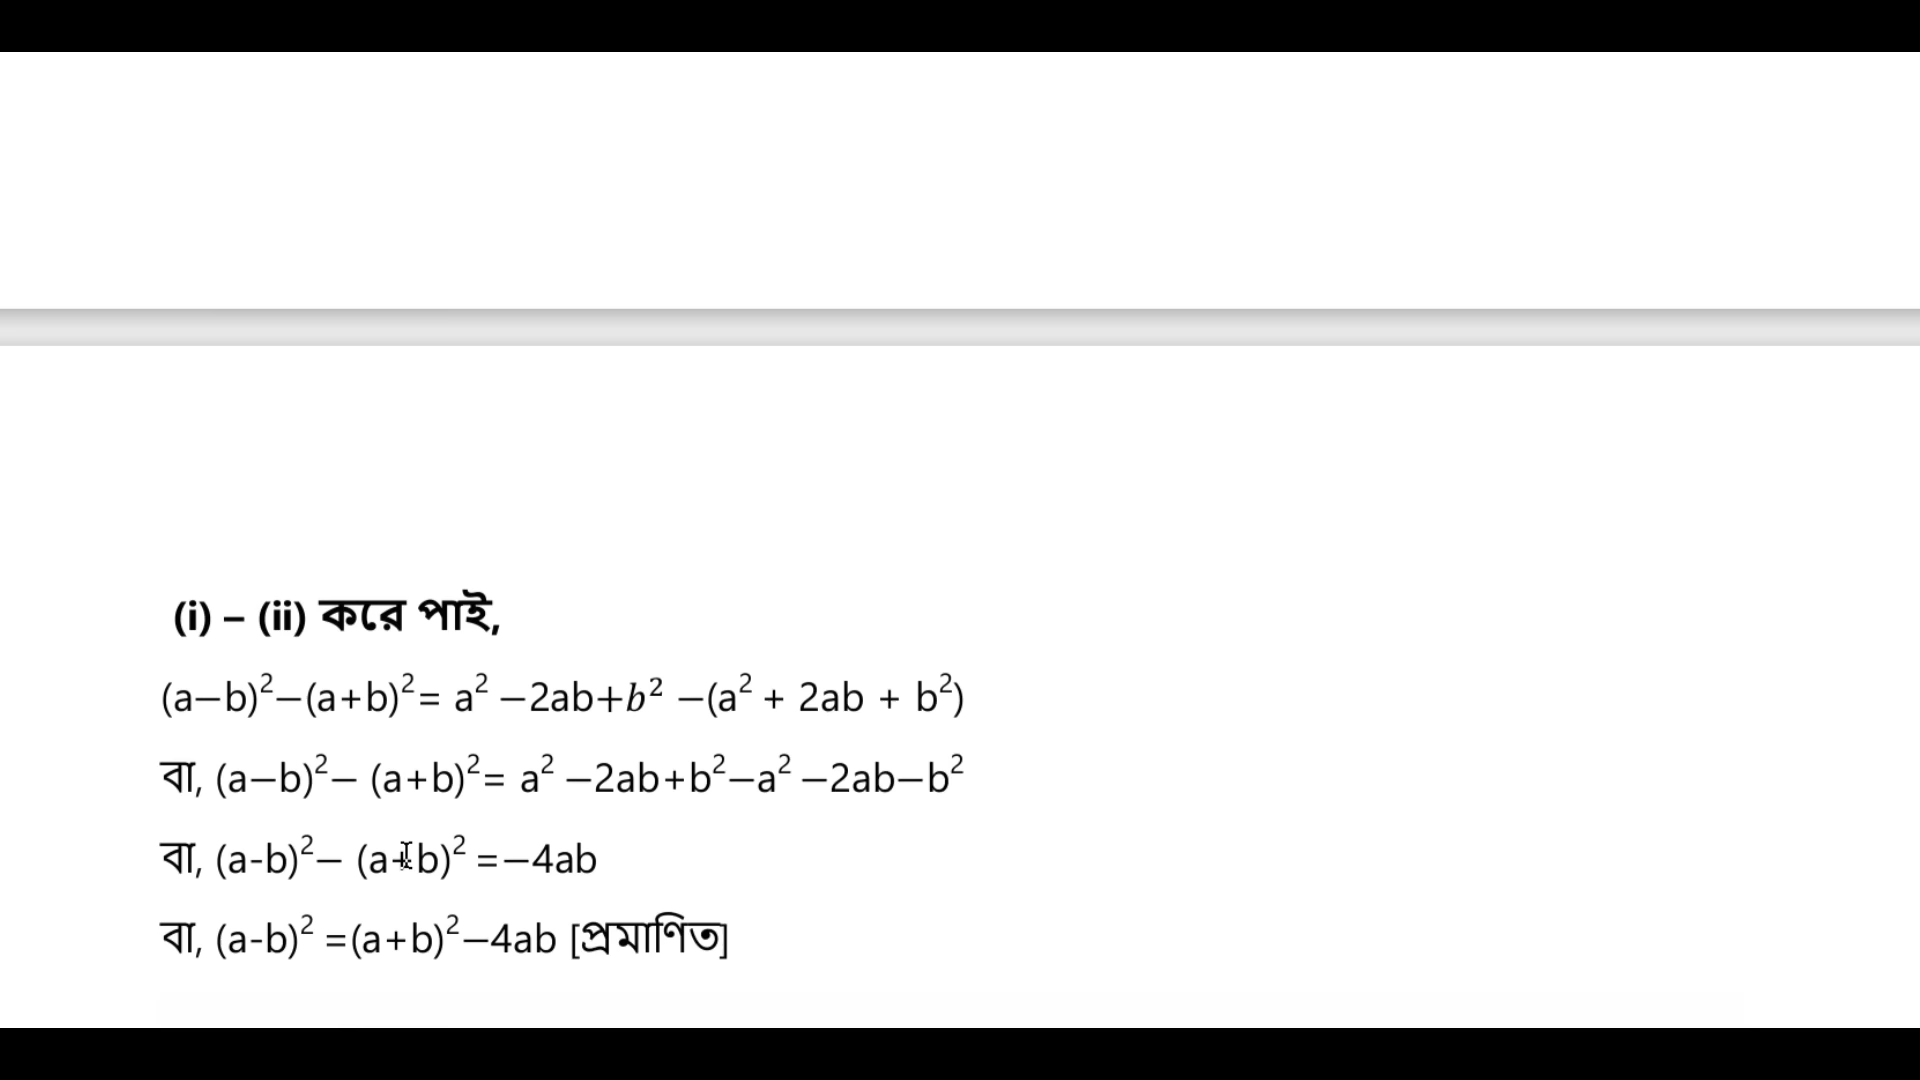 (i) – (ii) করে পাই,
(a−b)²−(a+b)²= a² −2ab+b² −(a² + 2ab + b²)
বা, (a−b)²− (a+b)²= a² −2ab+b²−a² −2ab−b²
বা, (a-b)²− (a+b)² =−4ab
বা, (a-b)² =(a+b)²−4ab [প্রমাণিত]